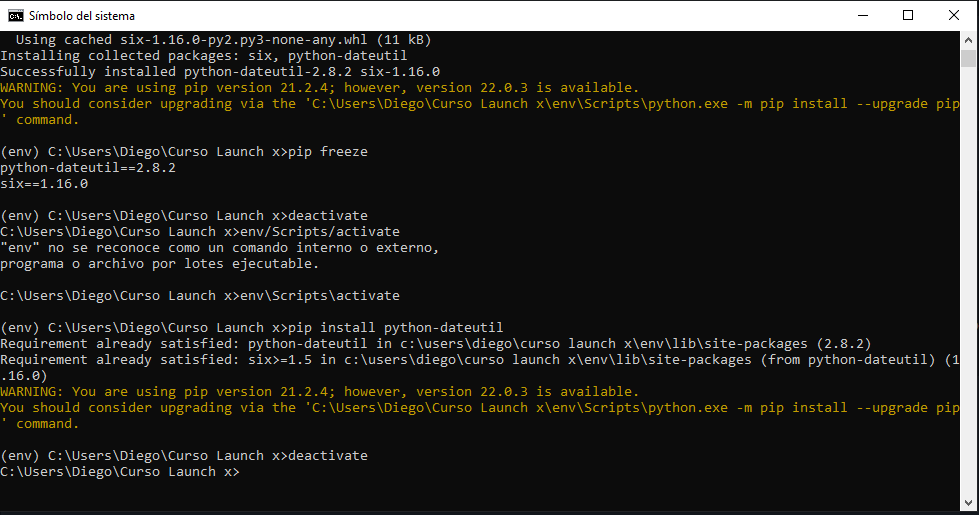 Símbolo del sistema
Using cached six-1.16.0-py2.py3-none-any.whl (11 kB)
Installing collected packages: six, python-dateutil
Successfully installed python-dateutil-2.8.2 six-1.16.0
WARNING: You are using pip version 21.2.4; however, version 22.0.3 is available.
You should consider upgrading via the 'C:\Users\Diego\Curso Launch x\env\Scripts\python.exe -m pip install --upgrade pip
' command.
(env) C:\Users\Diego\Curso Launch x>pip freeze
python-dateutil==2.8.2
six==1.16.0
(env) C:\Users\Diego\Curso Launch x>deactivate
C:\Users\Diego\Curso Launch x>env/Scripts/activate
"env" no se reconoce como un comando interno o externo,
programa o archivo por lotes ejecutable.
C:\Users\Diego\Curso Launch x>env\Scripts\activate
(env) C:\Users\Diego\Curso Launch x>pip install python-dateutil
Requirement already satisfied: python-dateutil in c:\users\diego\curso launch x\env\lib\site-packages (2.8.2)
Requirement already satisfied: six>=1.5 in c:\users\diego\curso launch x\env\lib\site-packages (from python-dateutil) (1
.16.0)
WARNING: You are using pip version 21.2.4; however, version 22.0.3 is available.
You should consider upgrading via the 'C:\Users\Diego\Curso Launch x\env\Scripts\python.exe -m pip install --upgrade pip
' command.
(env) C:\Users\Diego\Curso Launch x>deactivate
C:\Users\Diego\Curso Launch x>